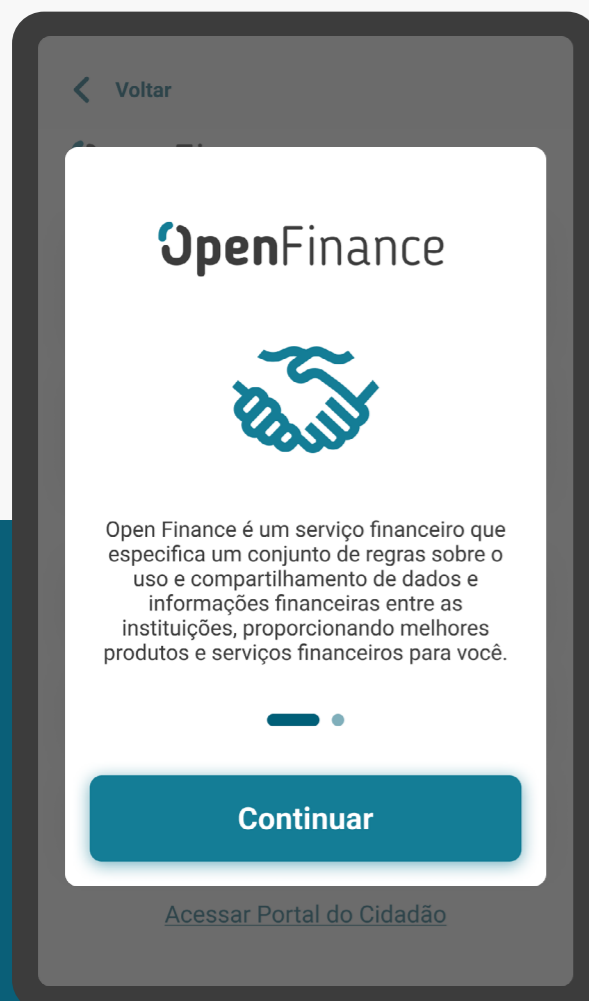 Voltar
OpenFinance
Open Finance é um serviço financeiro que
especifica um conjunto de regras sobre o
uso e compartilhamento de dados e
informações financeiras entre as
instituições, proporcionando melhores
produtos e serviços financeiros para você.
Continuar
Acessar Portal do Cidadão